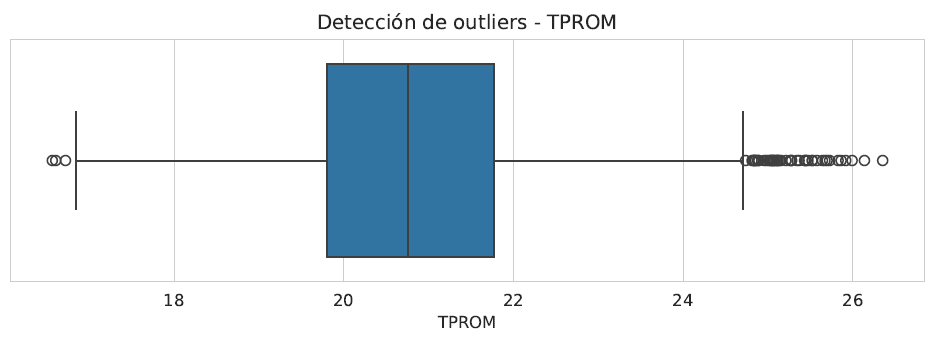 Detección de outliers - TPROM
18 20 22 24 26
TPROM